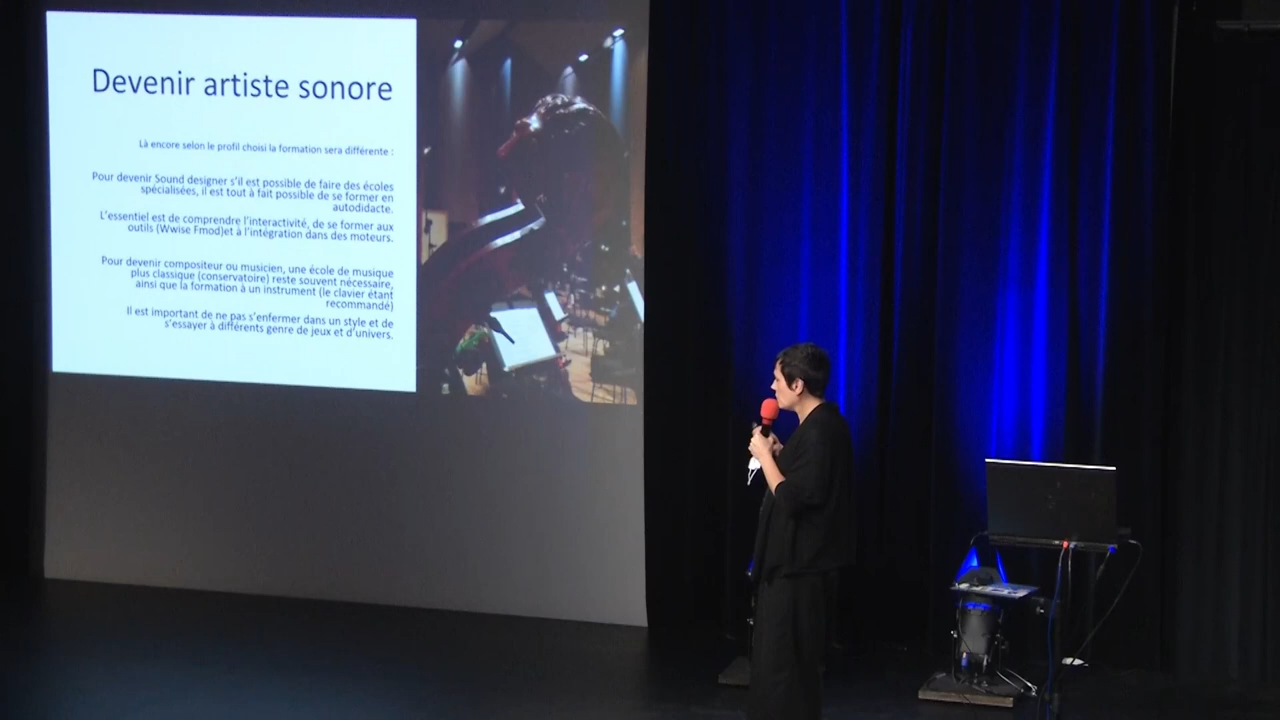 Devenir artiste sonore
Là encore selon le profil choisi la formation sera différente :
Pour devenir Sound designer s'il est possible de faire des écoles
spécialisées, il est tout à fait possible de se former en
autodidacte.
L'essentiel est de comprendre l'interactivité, de se former aux
outils (Wwise Fmod)et à l'intégration dans des moteurs.
Pour devenir compositeur ou musicien, une école de musique
plus classique (conservatoire) reste souvent nécessaire,
ainsi que la formation à un instrument (le clavier étant
recommandé)
Il est important de ne pas s'enfermer dans un style et de
s'essayer à différents genre de jeux et d'univers.